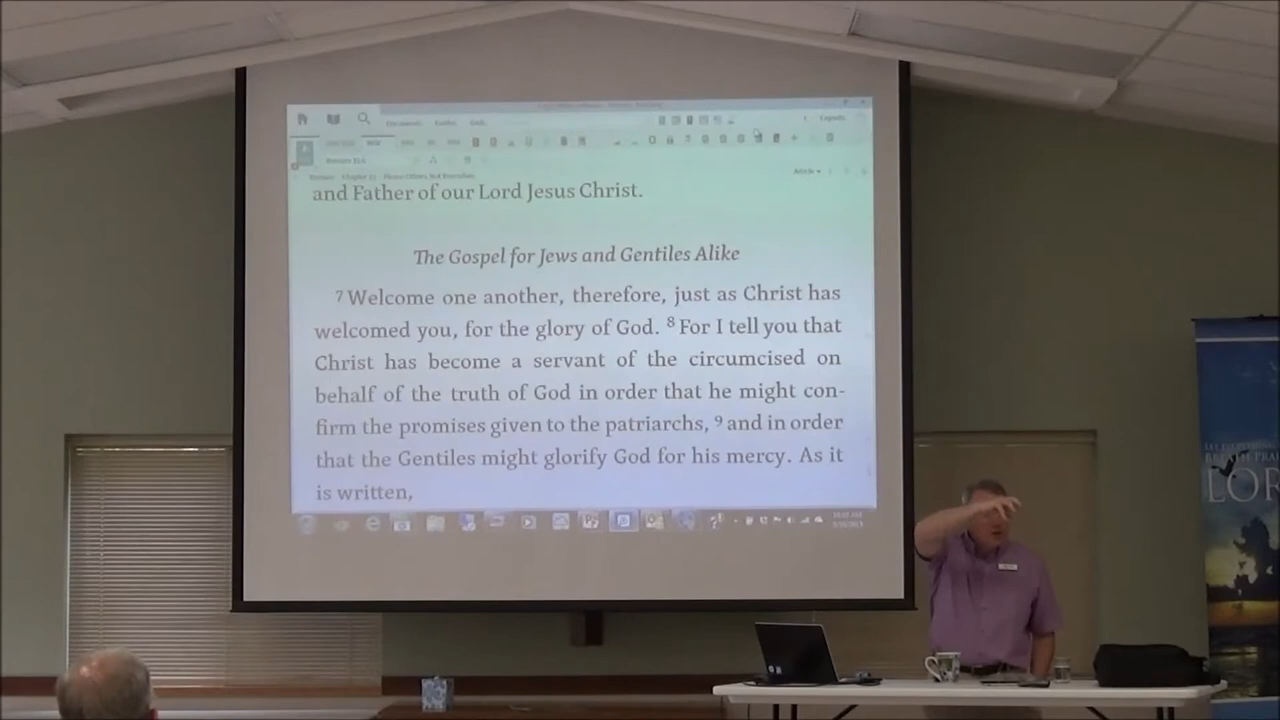 and Father of our Lord Jesus Christ.
The Gospel for Jews and Gentiles Alike
7 Welcome one another, therefore, just as Christ has
welcomed you, for the glory of God. 8 For I tell you that
Christ has become a servant of the circumcised on
behalf of the truth of God in order that he might con-
firm the promises given to the patriarchs, 9 and in order
that the Gentiles might glorify God for his mercy. As it
is written,
LOR